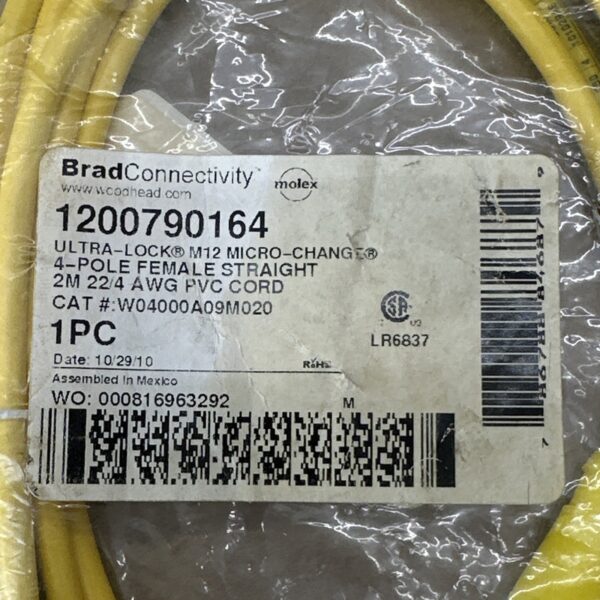 BradConnectivity™
molex
www.woodhead.com
1200790164
ULTRA-LOCK® M12 MICRO-CHANGE®
4-POLE FEMALE STRAIGHT
2M 22/4 AWG PVC CORD
CAT #:W04000A09M020
1PC
LR6837
Date: 10/29/10
RoHS
Assembled In Mexico
WO: 000816963292
M